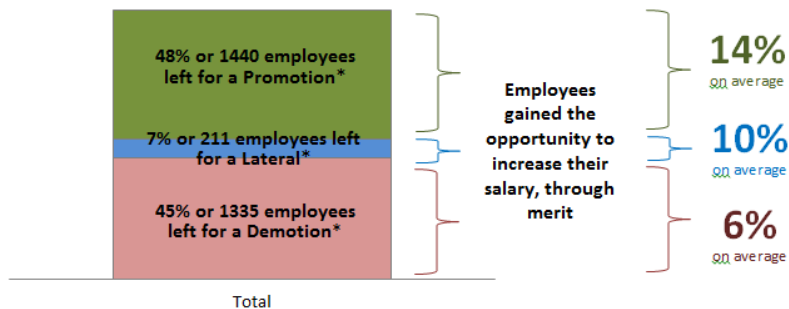 48% or 1440 employees
left for a Promotion*
7% or 211 employees left
for a Lateral*
45% or 1335 employees
left for a Demotion*
Total
Employees
gained the
opportunity to
increase their
salary, through
merit
14%
on average
10%
on average
6%
on average